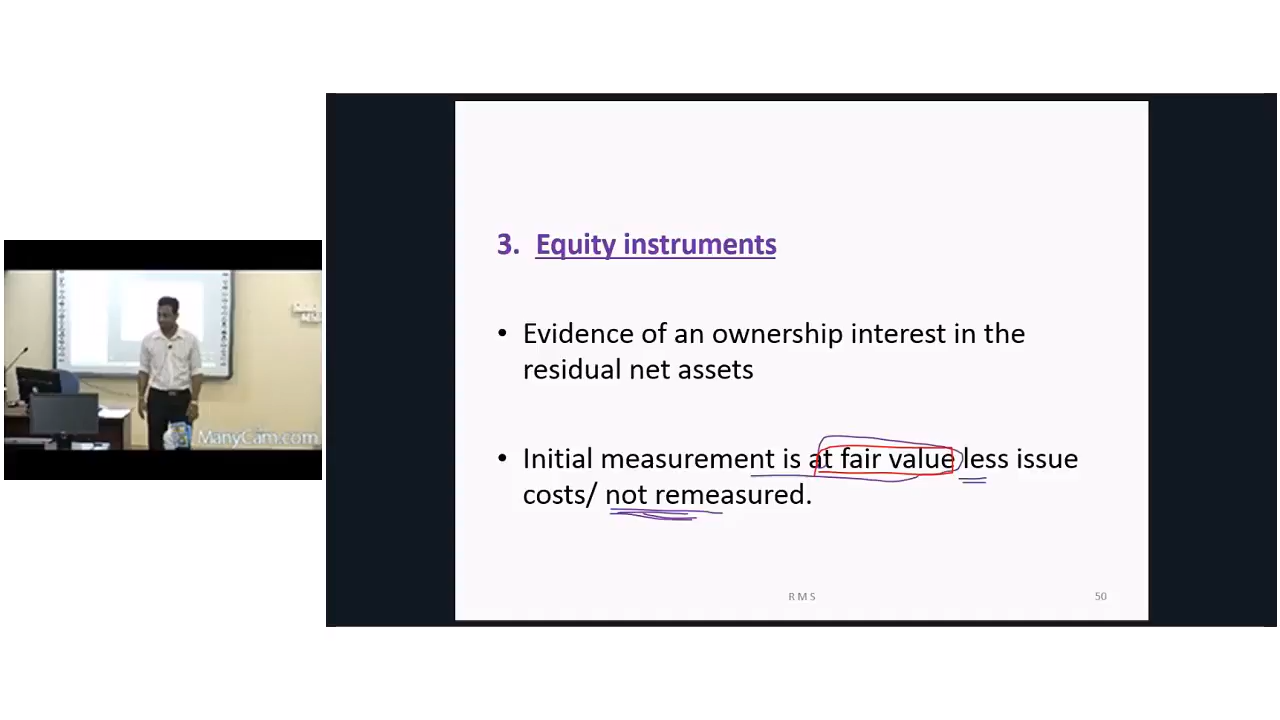 3. Equity instruments
• Evidence of an ownership interest in the
residual net assets
• Initial measurement is at fair value less issue
costs/ not remeasured.
R M S
50
ManyCam.com